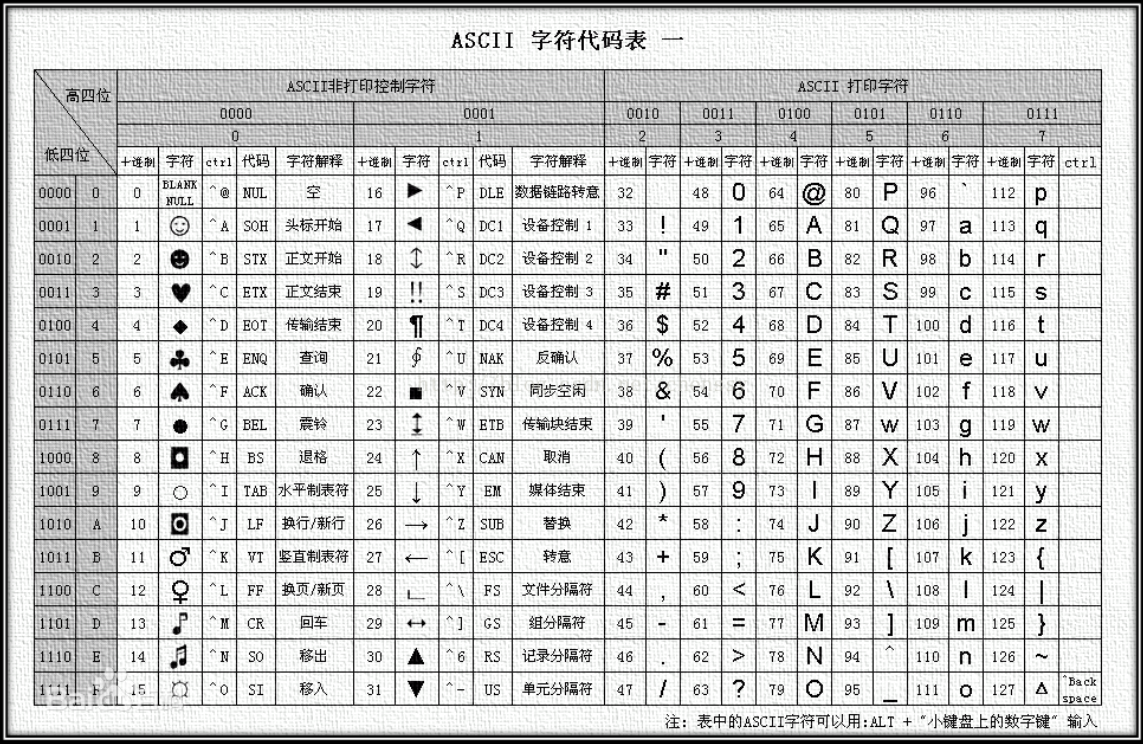 ASCII 字符代码表 一
高四位 ASCII非打印控制字符 ASCII 打印字符
0000 0001 0010 0011 0100 0101 0110 0111
0 1 2 3 4 5 6 7
低四位 十进制 字符 ctrl 代码 字符解释 十进制 字符 ctrl 代码 字符解释 十进制 字符 十进制 字符 十进制 字符 十进制 字符 十进制 字符 十进制 字符 ctrl
0000 0 0 BLANK NULL ^@ NUL 空 16 ► ^P DLE 数据链路转意 32 48 0 64 @ 80 P 96 ` 112 p
0001 1 1 ☺ ^A SOH 头标开始 17 ◄ ^Q DC1 设备控制 1 33 ! 49 1 65 A 81 Q 97 a 113 q
0010 2 2 ☻ ^B STX 正文开始 18 ↕ ^R DC2 设备控制 2 34 " 50 2 66 B 82 R 98 b 114 r
0011 3 3 ♥ ^C ETX 正文结束 19 !! ^S DC3 设备控制 3 35 # 51 3 67 C 83 S 99 c 115 s
0100 4 4 ♦ ^D EOT 传输结束 20 ¶ ^T DC4 设备控制 4 36 $ 52 4 68 D 84 T 100 d 116 t
0101 5 5 ♣ ^E ENQ 查询 21 ∮ ^U NAK 反确认 37 % 53 5 69 E 85 U 101 e 117 u
0110 6 6 ♠ ^F ACK 确认 22 ■ ^V SYN 同步空闲 38 & 54 6 70 F 86 V 102 f 118 v
0111 7 7 ● ^G BEL 震铃 23 ↨ ^W ETB 传输块结束 39 ' 55 7 71 G 87 w 103 g 119 w
1000 8 8 ◘ ^H BS 退格 24 ↑ ^X CAN 取消 40 ( 56 8 72 H 88 X 104 h 120 x
1001 9 9 ○ ^I TAB 水平制表符 25 ↓ ^Y EM 媒体结束 41 ) 57 9 73 I 89 Y 105 i 121 y
1010 A 10 ◙ ^J LF 换行/新行 26 → ^Z SUB 替换 42 * 58 : 74 J 90 Z 106 j 122 z
1011 B 11 ♂ ^K VT 竖直制表符 27 ← ^[ ESC 转意 43 + 59 ; 75 K 91 [ 107 k 123 {
1100 C 12 ♀ ^L FF 换页/新页 28 ∟ ^\ FS 文件分隔符 44 , 60 < 76 L 92 \ 108 l 124 |
1101 D 13 ♪ ^M CR 回车 29 ↔ ^] GS 组分隔符 45 - 61 = 77 M 93 ] 109 m 125 }
1110 E 14 ♫ ^N SO 移出 30 ▲ ^6 RS 记录分隔符 46 . 62 > 78 N 94 ^ 110 n 126 ~
1111 F 15 ☼ ^O SI 移入 31 ▼ ^- US 单元分隔符 47 / 63 ? 79 O 95 _ 111 o 127 Δ ^Back space
注: 表中的ASCII字符可以用:ALT + "小键盘上的数字键" 输入